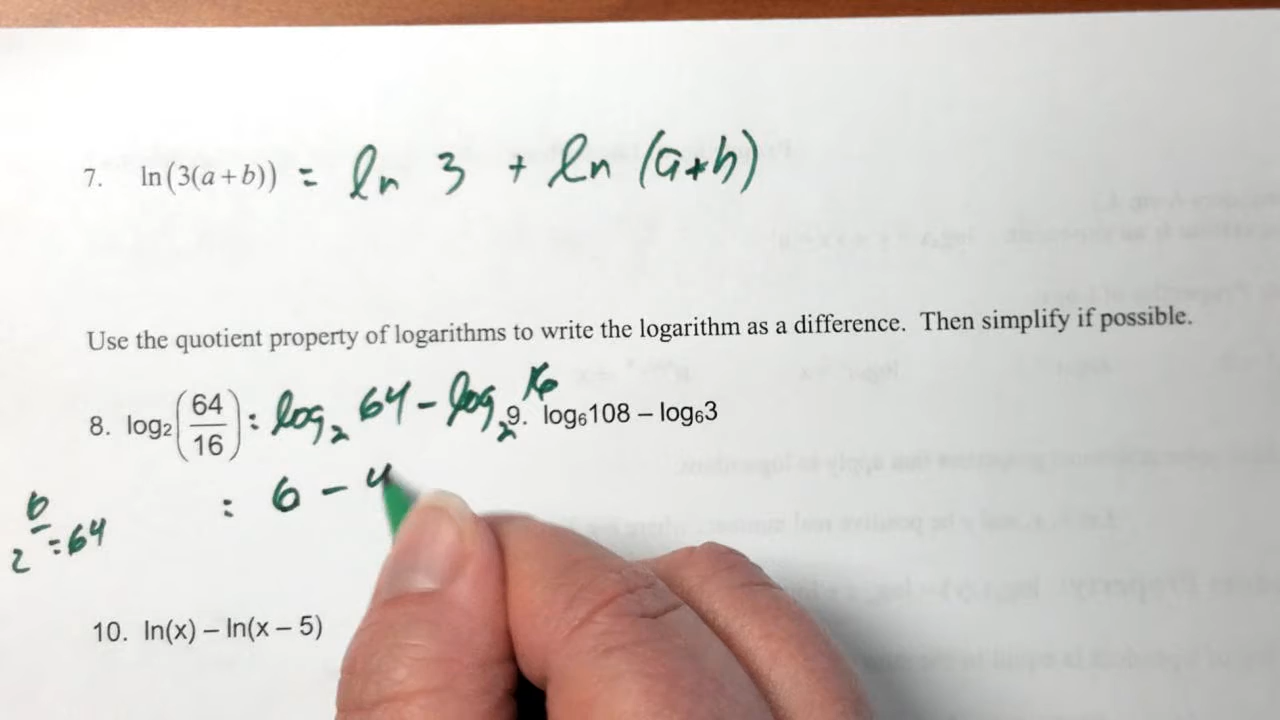 7. ln(3(a+b)) = ln 3 + ln (a+b)
Use the quotient property of logarithms to write the logarithm as a difference. Then simplify if possible.
8. log₂(64/16) = log₂ 64 - log₂ 16
9. log₆108 – log₆3
= 6 - 4
2^6 = 64
10. ln(x) – ln(x – 5)